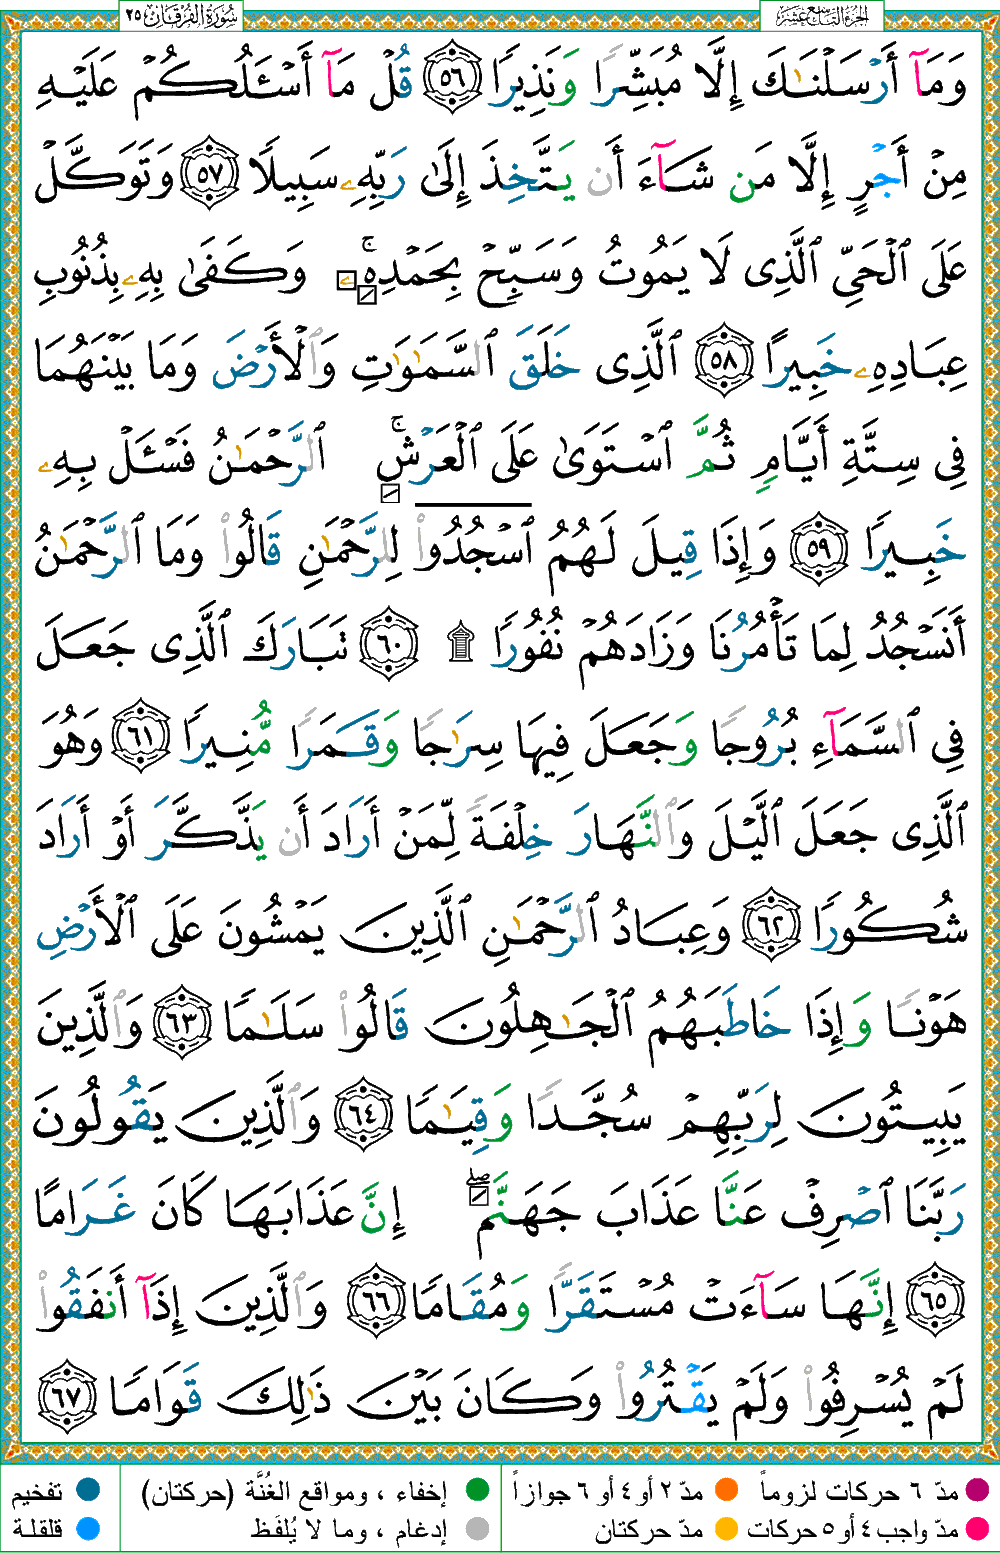 الجزء التاسع عشر
سورة الفرقان ٢٥
وَمَآ أَرْسَلْنَٰكَ إِلَّا مُبَشِّرًا وَنَذِيرًا ٥٦ قُلْ مَآ أَسْـَٔلُكُمْ عَلَيْهِ
مِنْ أَجْرٍ إِلَّا مَن شَآءَ أَن يَتَّخِذَ إِلَىٰ رَبِّهِۦ سَبِيلًا ٥٧ وَتَوَكَّلْ
عَلَى ٱلْحَىِّ ٱلَّذِى لَا يَمُوتُ وَسَبِّحْ بِحَمْدِهِۦ ۚ وَكَفَىٰ بِهِۦ بِذُنُوبِ
عِبَادِهِۦ خَبِيرًا ٥٨ ٱلَّذِى خَلَقَ ٱلسَّمَٰوَٰتِ وَٱلْأَرْضَ وَمَا بَيْنَهُمَا
فِى سِتَّةِ أَيَّامٍ ثُمَّ ٱسْتَوَىٰ عَلَى ٱلْعَرْشِ ۚ ٱلرَّحْمَٰنُ فَسْـَٔلْ بِهِۦ
خَبِيرًا ٥٩ وَإِذَا قِيلَ لَهُمُ ٱسْجُدُوا۟ لِلرَّحْمَٰنِ قَالُوا۟ وَمَا ٱلرَّحْمَٰنُ
أَنَسْجُدُ لِمَا تَأْمُرُنَا وَزَادَهُمْ نُفُورًا ۩ ٦٠ تَبَارَكَ ٱلَّذِى جَعَلَ
فِى ٱلسَّمَآءِ بُرُوجًا وَجَعَلَ فِيهَا سِرَٰجًا وَقَمَرًا مُّنِيرًا ٦١ وَهُوَ
ٱلَّذِى جَعَلَ ٱلَّيْلَ وَٱلنَّهَارَ خِلْفَةً لِّمَنْ أَرَادَ أَن يَذَّكَّرَ أَوْ أَرَادَ
شُكُورًا ٦٢ وَعِبَادُ ٱلرَّحْمَٰنِ ٱلَّذِينَ يَمْشُونَ عَلَى ٱلْأَرْضِ
هَوْنًا وَإِذَا خَاطَبَهُمُ ٱلْجَٰهِلُونَ قَالُوا۟ سَلَٰمًا ٦٣ وَٱلَّذِينَ
يَبِيتُونَ لِرَبِّهِمْ سُجَّدًا وَقِيَٰمًا ٦٤ وَٱلَّذِينَ يَقُولُونَ
رَبَّنَا ٱصْرِفْ عَنَّا عَذَابَ جَهَنَّمَ ۖ إِنَّ عَذَابَهَا كَانَ غَرَامًا
٦٥ إِنَّهَا سَآءَتْ مُسْتَقَرًّا وَمُقَامًا ٦٦ وَٱلَّذِينَ إِذَآ أَنفَقُوا۟
لَمْ يُسْرِفُوا۟ وَلَمْ يَقْتُرُوا۟ وَكَانَ بَيْنَ ذَٰلِكَ قَوَامًا ٦٧
مدّ ٦ حركات لزوماً
مدّ ٢ أو ٤ أو ٦ جوازاً
إخفاء ، ومواقع الغُنَّة (حركتان)
تفخيم
مدّ واجب ٤ أو ٥ حركات
مدّ حركتان
إدغام ، وما لا يُلفَظ
قلقلة